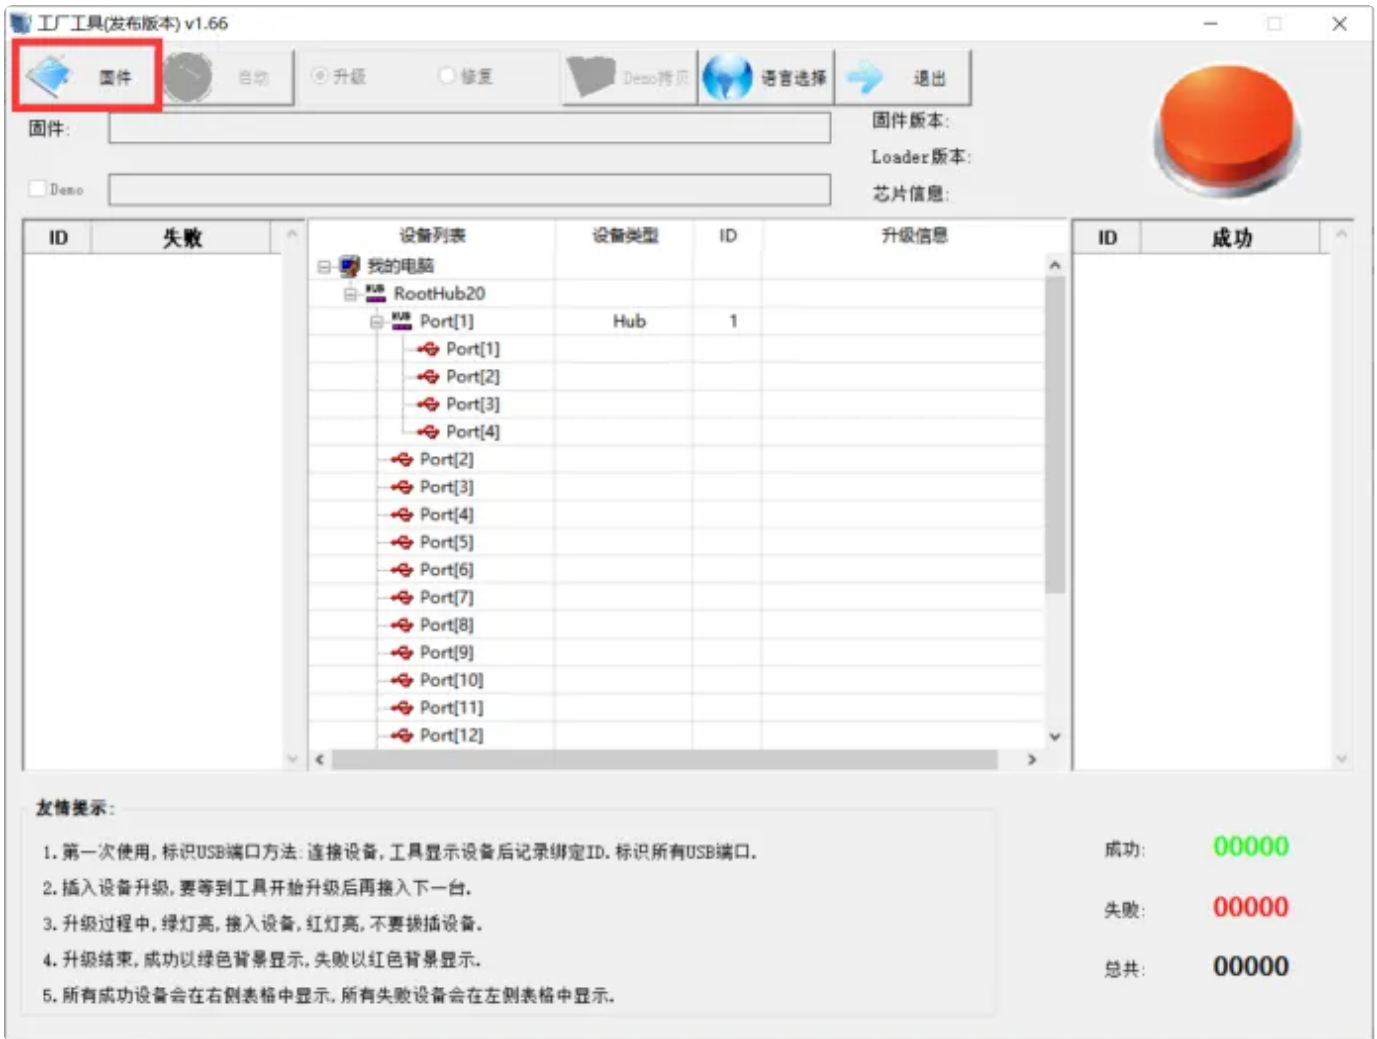 工厂工具(发布版本) v1.66
固件 启动 升级 修复 Demo拷贝 语言选择 退出
固件: 固件版本:
Loader版本:
Demo 芯片信息:
ID 失败 设备列表 设备类型 ID 升级信息 ID 成功
我的电脑
HUB RootHub20
HUB Port[1] Hub 1
Port[1]
Port[2]
Port[3]
Port[4]
Port[2]
Port[3]
Port[4]
Port[5]
Port[6]
Port[7]
Port[8]
Port[9]
Port[10]
Port[11]
Port[12]
友情提示:
1.第一次使用,标识USB端口方法:连接设备,工具显示设备后记录绑定ID.标识所有USB端口.
2.插入设备升级,要等到工具开始升级后再接入下一台.
3.升级过程中,绿灯亮,接入设备,红灯亮,不要拔插设备.
4.升级结束,成功以绿色背景显示,失败以红色背景显示.
5.所有成功设备会在右侧表格中显示,所有失败设备会在左侧表格中显示.
成功: 00000
失败: 00000
总共: 00000